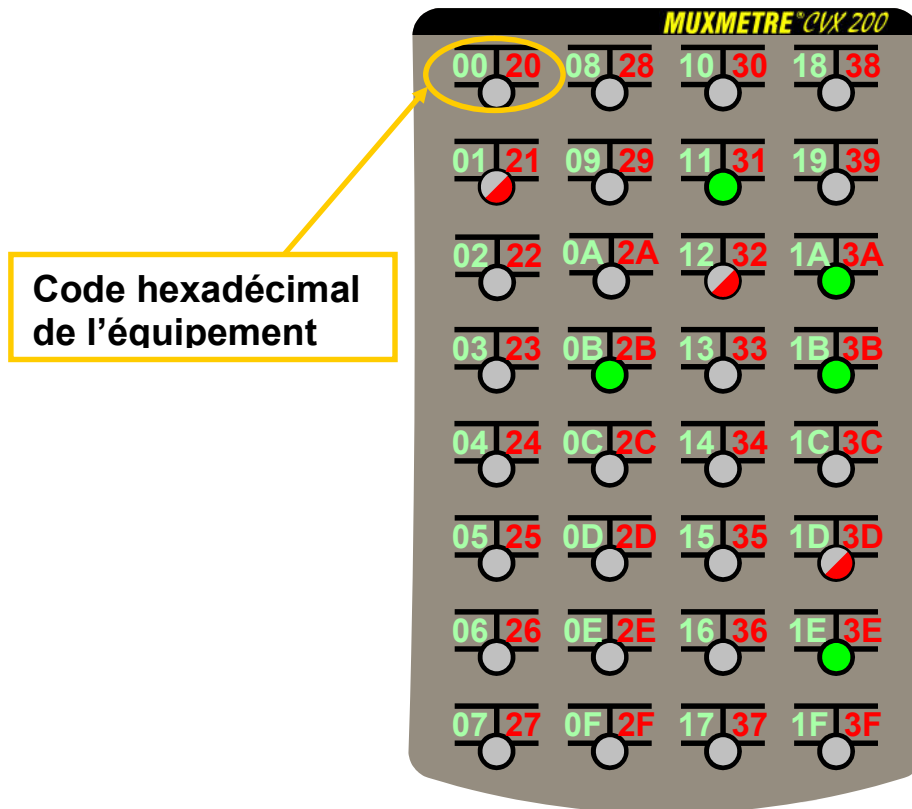 MUXMETRE® CVX 200
00 20 08 28 10 30 18 38
01 21 09 29 11 31 19 39
02 22 0A 2A 12 32 1A 3A
Code hexadécimal
de l’équipement
03 23 0B 2B 13 33 1B 3B
04 24 0C 2C 14 34 1C 3C
05 25 0D 2D 15 35 1D 3D
06 26 0E 2E 16 36 1E 3E
07 27 0F 2F 17 37 1F 3F